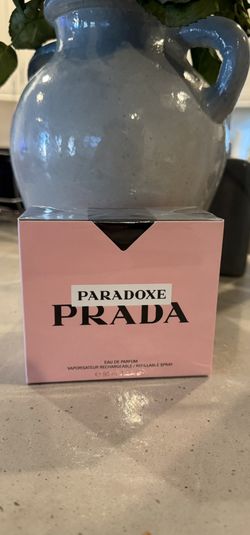 PARADOXE
PRADA
EAU DE PARFUM
VAPORISATEUR RECHARGEABLE / REFILLABLE SPRAY